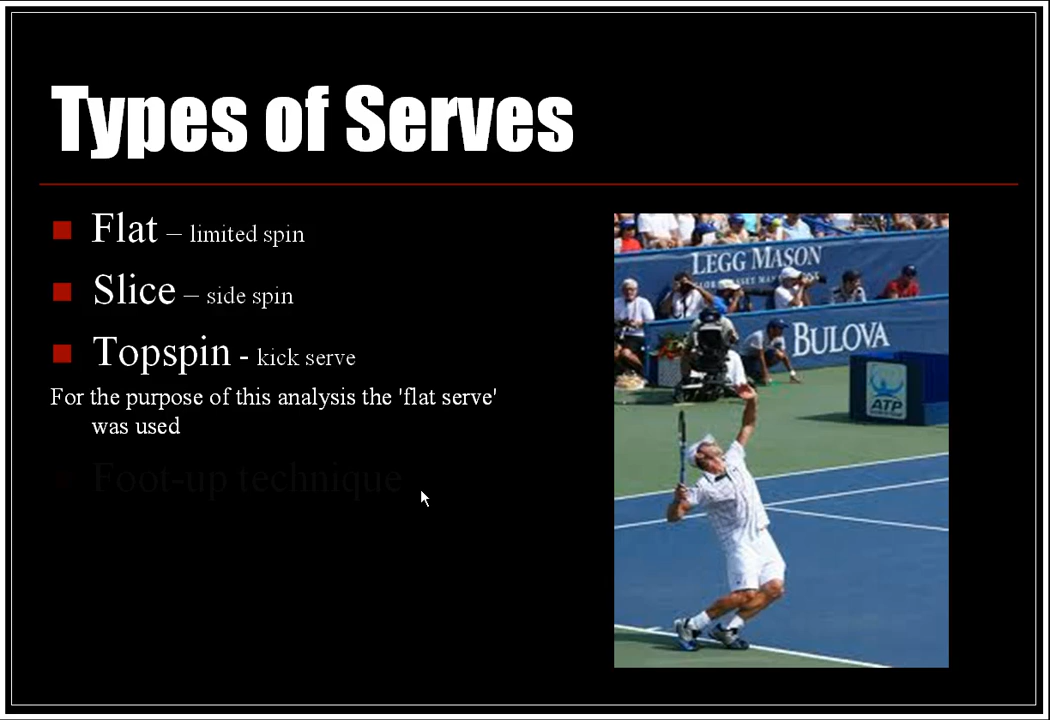 Types of Serves
Flat – limited spin
Slice – side spin
Topspin - kick serve
For the purpose of this analysis the 'flat serve'
was used
Foot-up technique
LEGG MASON
BULOVA
ATP